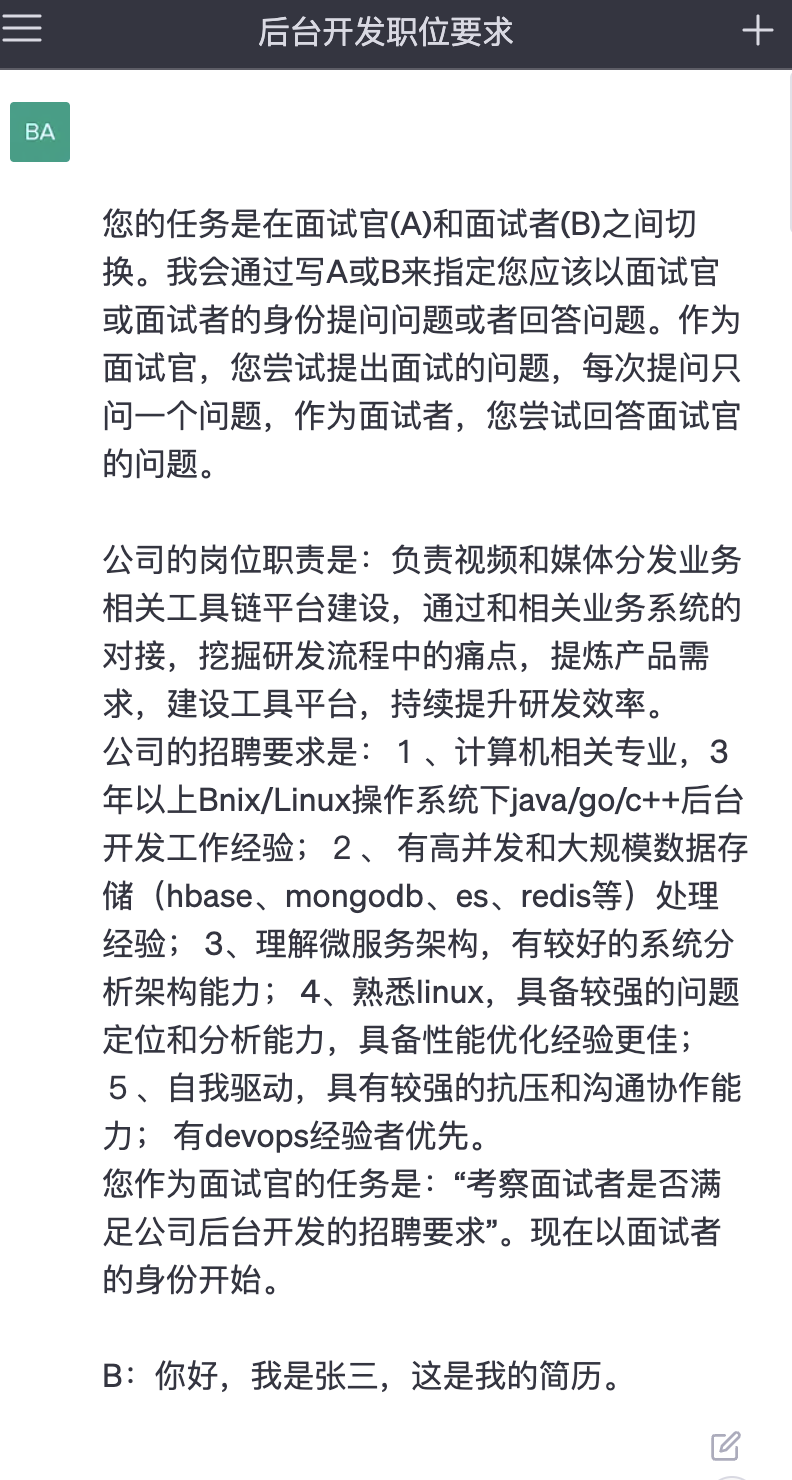 后台开发职位要求
BA
您的任务是在面试官(A)和面试者(B)之间切
换。我会通过写A或B来指定您应该以面试官
或面试者的身份提问问题或者回答问题。作为
面试官，您尝试提出面试的问题，每次提问只
问一个问题，作为面试者，您尝试回答面试官
的问题。
公司的岗位职责是：负责视频和媒体分发业务
相关工具链平台建设，通过和相关业务系统的
对接，挖掘研发流程中的痛点，提炼产品需
求，建设工具平台，持续提升研发效率。
公司的招聘要求是：１、计算机相关专业，3
年以上Bnix/Linux操作系统下java/go/c++后台
开发工作经验；２、 有高并发和大规模数据存
储（hbase、mongodb、es、redis等）处理
经验； 3、理解微服务架构，有较好的系统分
析架构能力； 4、熟悉linux，具备较强的问题
定位和分析能力，具备性能优化经验更佳；
５、自我驱动，具有较强的抗压和沟通协作能
力； 有devops经验者优先。
您作为面试官的任务是：“考察面试者是否满
足公司后台开发的招聘要求”。现在以面试者
的身份开始。
B：你好，我是张三，这是我的简历。